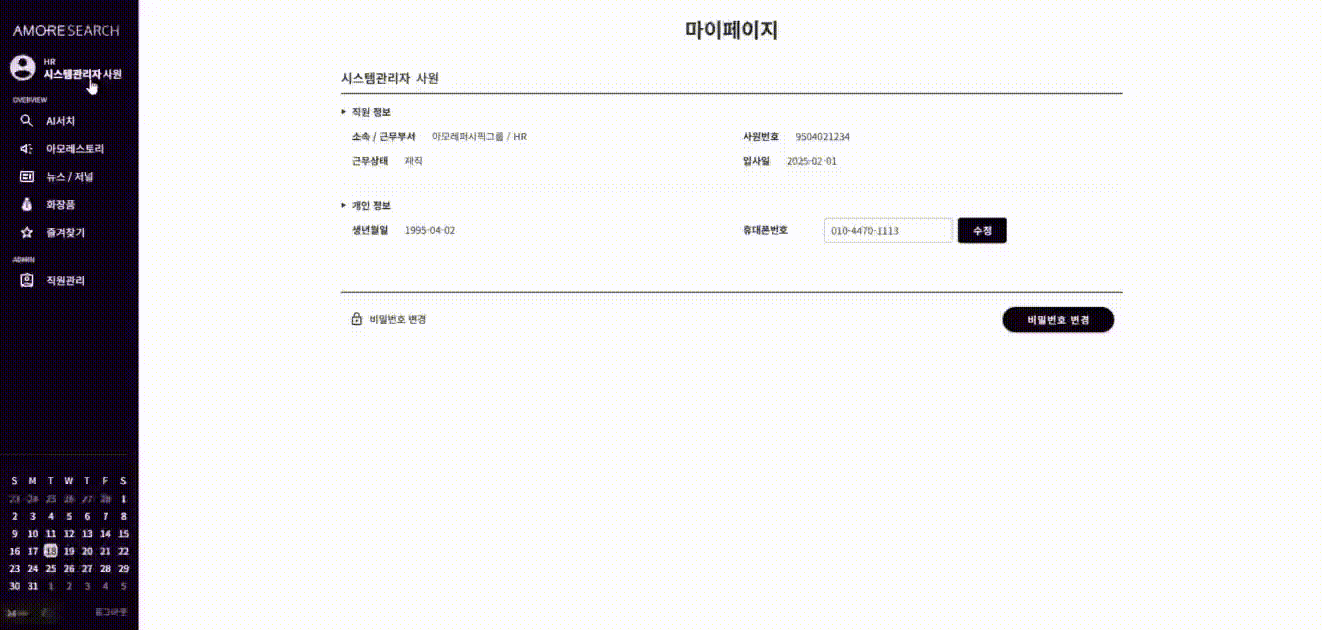 AMORE SEARCH
HR
시스템관리자 사원
OVERVIEW
AI서치
아모레스토리
뉴스 / 저널
화장품
즐겨찾기
ADMIN
직원관리
S M T W T F S
23 24 25 26 27 28 1
2 3 4 5 6 7 8
9 10 11 12 13 14 15
16 17 18 19 20 21 22
23 24 25 26 27 28 29
30 31 1 2 3 4 5
로그아웃
마이페이지
시스템관리자 사원
▸ 직원 정보
소속 / 근무부서 아모레퍼시픽그룹 / HR 사원번호 9504021234
근무상태 재직 입사일 2025-02-01
▸ 개인 정보
생년월일 1995-04-02 휴대폰번호 010-4470-1113 수정
비밀번호 변경 비밀번호 변경